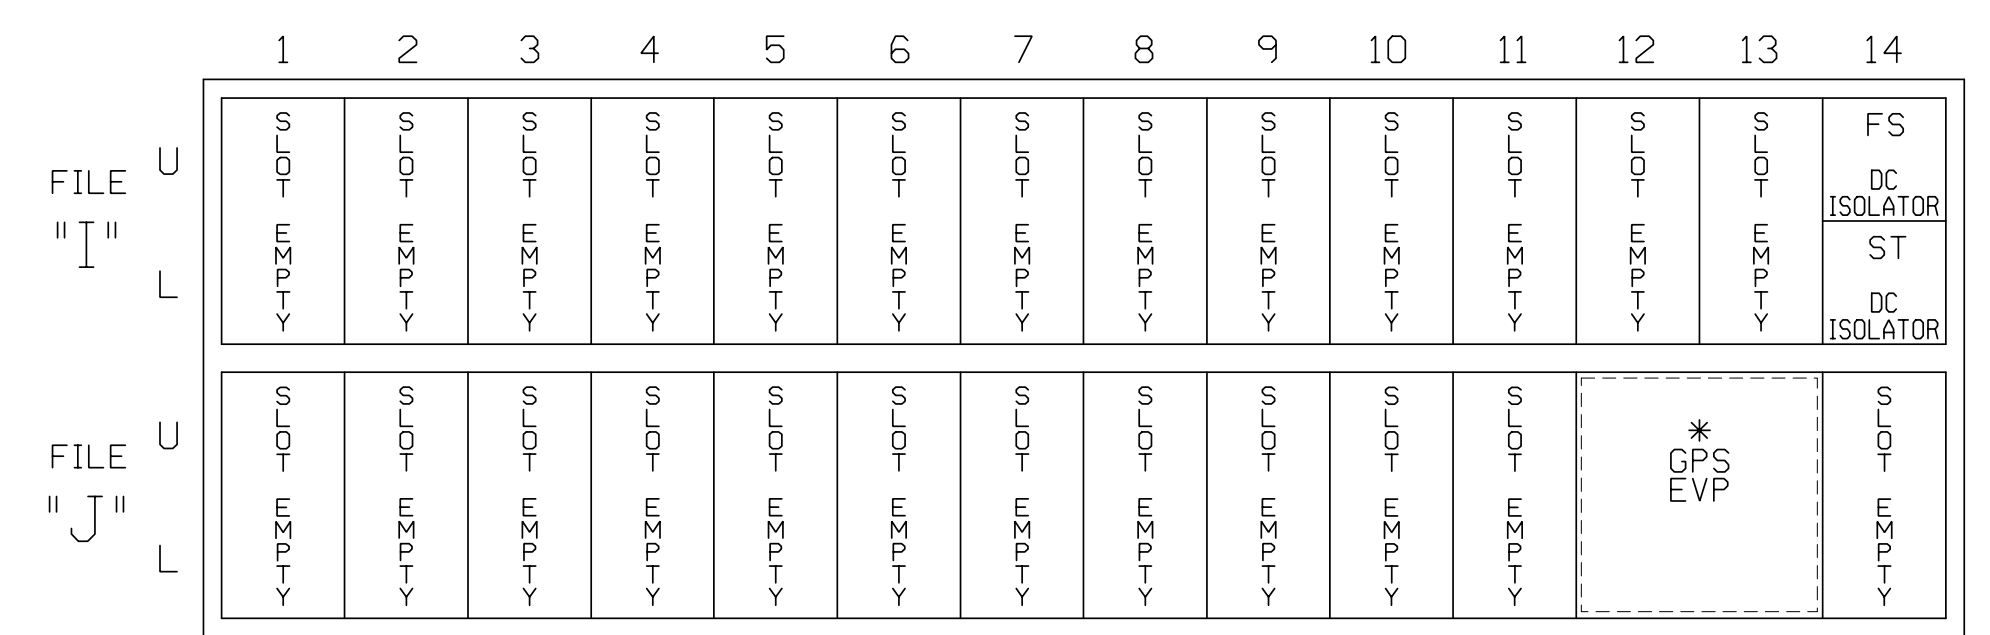 1 2 3 4 5 6 7 8 9 10 11 12 13 14
FILE "I"
U
L
SLOT EMPTY
SLOT EMPTY
SLOT EMPTY
SLOT EMPTY
SLOT EMPTY
SLOT EMPTY
SLOT EMPTY
SLOT EMPTY
SLOT EMPTY
SLOT EMPTY
SLOT EMPTY
SLOT EMPTY
SLOT EMPTY
FS
DC
ISOLATOR
ST
DC
ISOLATOR
FILE "J"
U
L
SLOT EMPTY
SLOT EMPTY
SLOT EMPTY
SLOT EMPTY
SLOT EMPTY
SLOT EMPTY
SLOT EMPTY
SLOT EMPTY
SLOT EMPTY
SLOT EMPTY
SLOT EMPTY
*
GPS
EVP
SLOT EMPTY